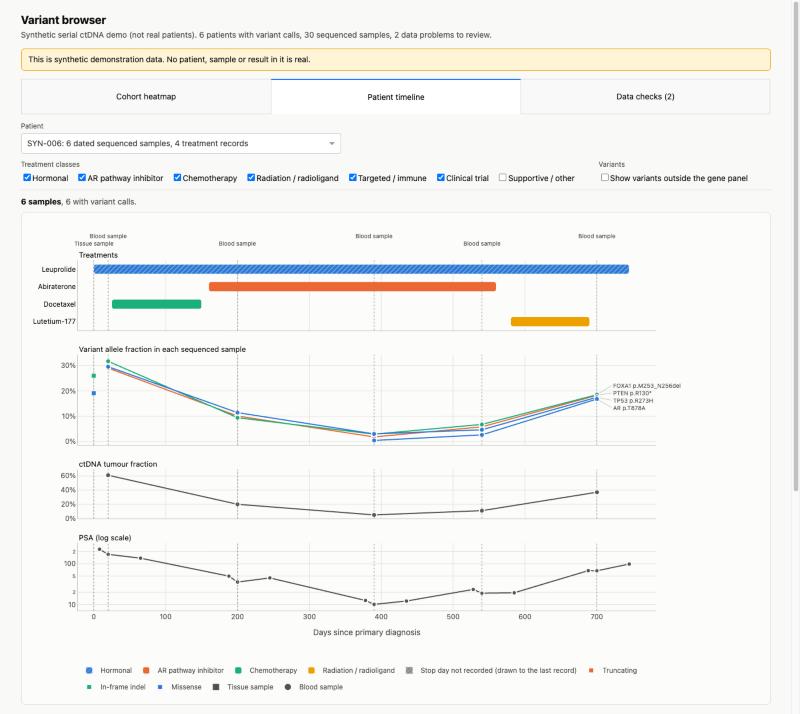 Variant browser
Synthetic serial ctDNA demo (not real patients). 6 patients with variant calls, 30 sequenced samples, 2 data problems to review.
This is synthetic demonstration data. No patient, sample or result in it is real.
Cohort heatmap
Patient timeline
Data checks (2)
Patient
SYN-006: 6 dated sequenced samples, 4 treatment records
Treatment classes
Variants
Hormonal
AR pathway inhibitor
Chemotherapy
Radiation / radioligand
Targeted / immune
Clinical trial
Supportive / other
Show variants outside the gene panel
6 samples, 6 with variant calls.
Blood sample
Tissue sample
Blood sample
Blood sample
Blood sample
Blood sample
Treatments
Leuprolide
Abiraterone
Docetaxel
Lutetium-177
Variant allele fraction in each sequenced sample
30%
20%
10%
0%
FOXA1 p.M253_N256del
PTEN p.R130*
TP53 p.R273H
AR p.T878A
ctDNA tumour fraction
60%
40%
20%
0%
PSA (log scale)
2
100
5
2
10
0 100 200 300 400 500 600 700
Days since primary diagnosis
Hormonal
AR pathway inhibitor
Chemotherapy
Radiation / radioligand
Stop day not recorded (drawn to the last record)
Truncating
In-frame indel
Missense
Tissue sample
Blood sample